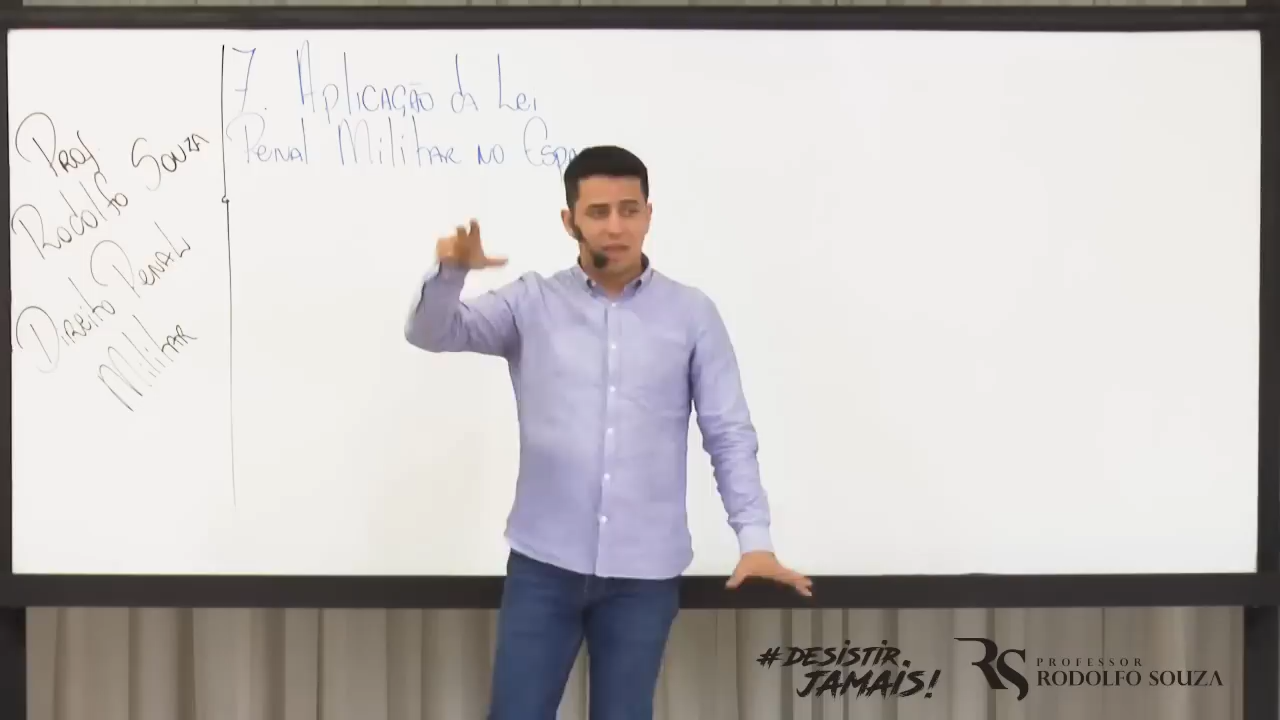 Prof.
Rodolfo Souza
Direito Penal
Militar
7. Aplicação da Lei
Penal Militar no Espa
#DESISTIR
JAMAIS!
RS
PROFESSOR
RODOLFO SOUZA